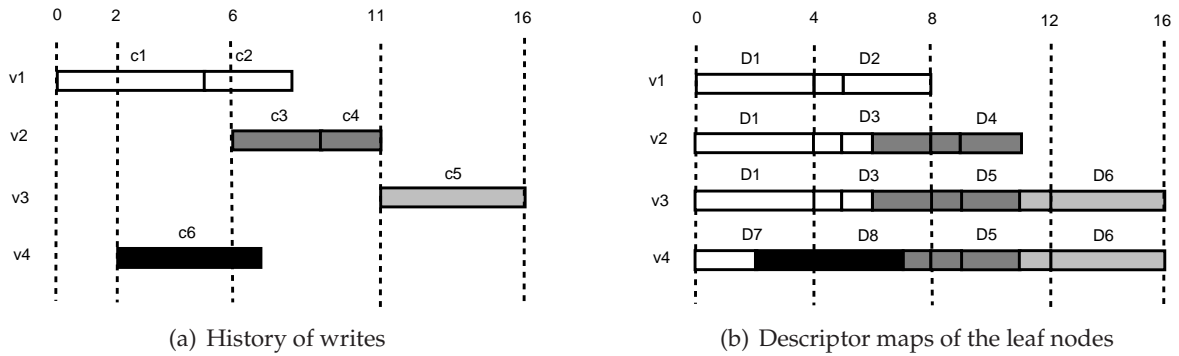 0 2 6 11 16
c1 c2
v1
c3 c4
v2
c5
v3
c6
v4
(a) History of writes
0 4 8 12 16
D1 D2
v1
D1 D3 D4
v2
D1 D3 D5 D6
v3
D7 D8 D5 D6
v4
(b) Descriptor maps of the leaf nodes